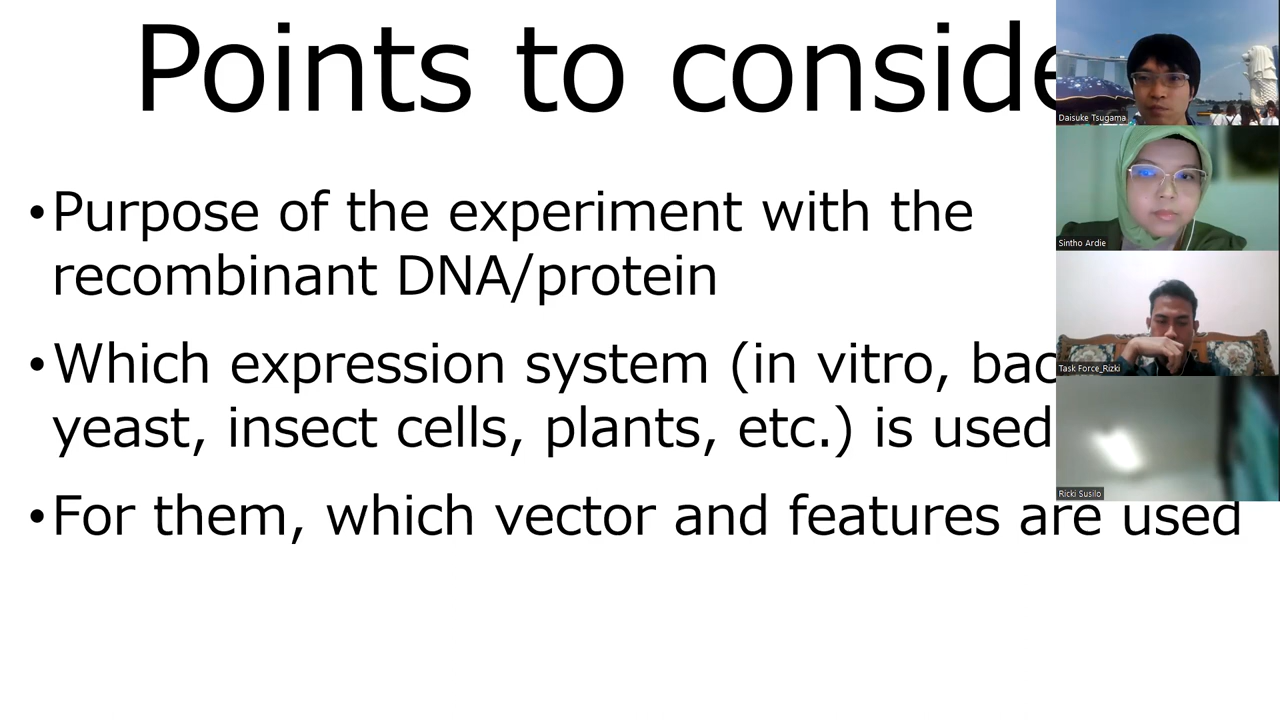 Points to conside
•Purpose of the experiment with the
recombinant DNA/protein
•Which expression system (in vitro, bac
yeast, insect cells, plants, etc.) is used
•For them, which vector and features are used
Daisuke Tsugama
Sintho Ardie
Task Force_Rizki
Ricki Susilo